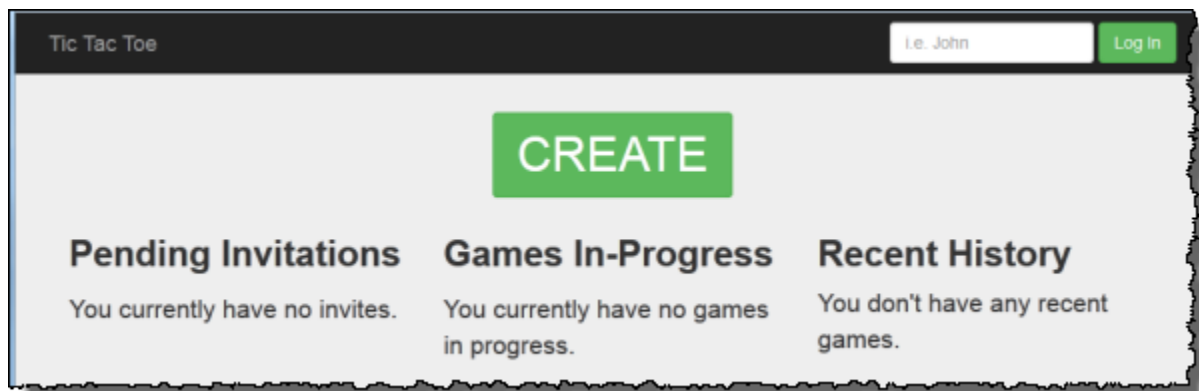 Tic Tac Toe
i.e. John
Log In
CREATE
Pending Invitations
You currently have no invites.
Games In-Progress
You currently have no games
in progress.
Recent History
You don't have any recent
games.